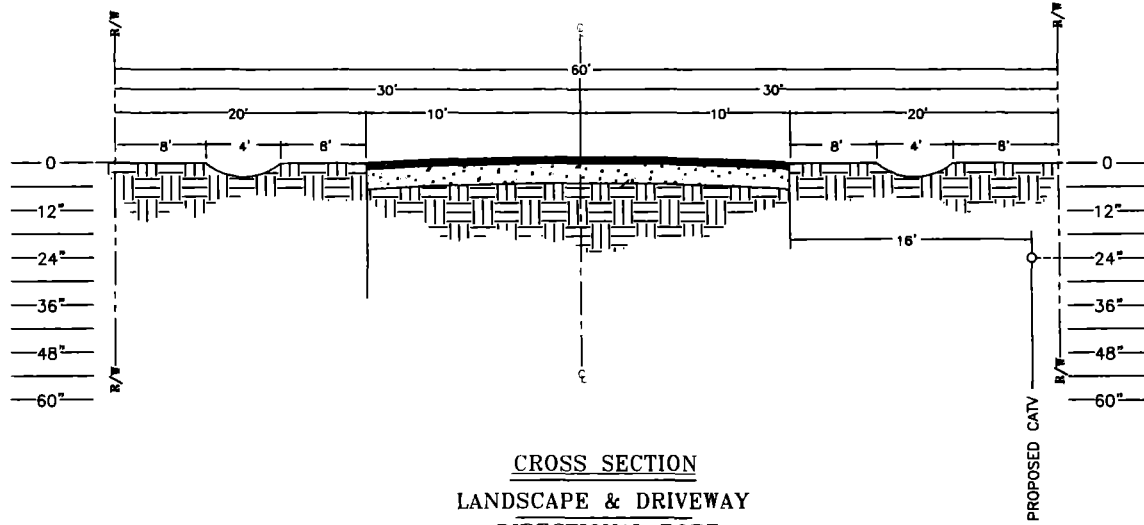 R/W ℄ R/W
60'
30' 30'
20' 10' 10' 20'
8' 4' 8' 8' 4' 8'
0 0
12" 12"
16'
24" 24"
36" 36"
48" 48"
R/W ℄ R/W
60" 60"
PROPOSED CATV
CROSS SECTION
LANDSCAPE & DRIVEWAY
DIRECTIONAL